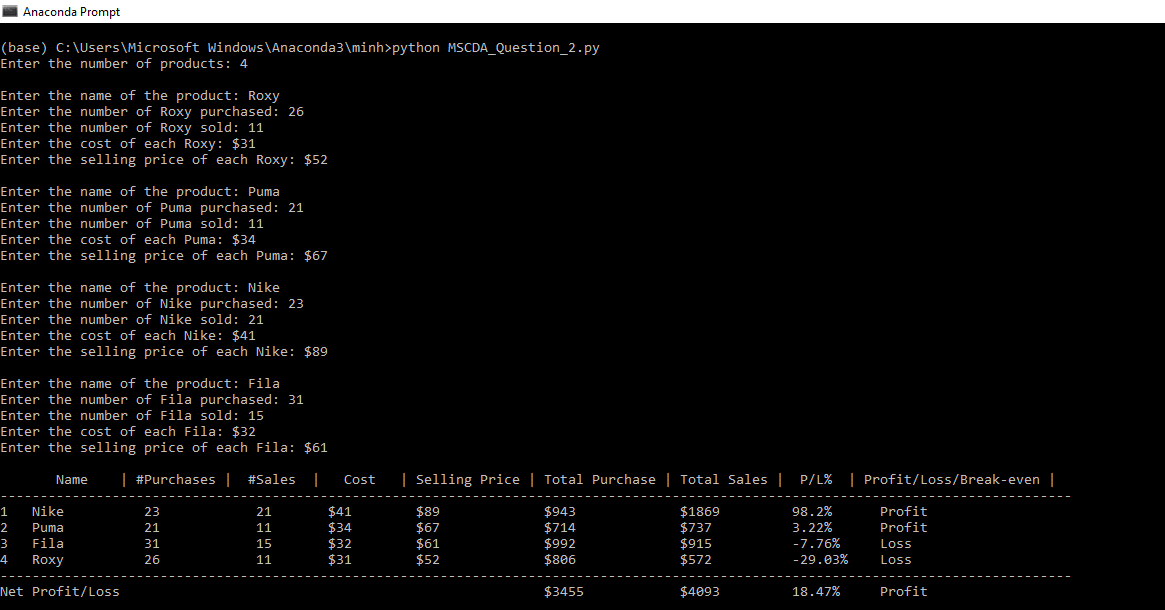 Anaconda Prompt
(base) C:\Users\Microsoft Windows\Anaconda3\minh>python MSCDA_Question_2.py
Enter the number of products: 4
Enter the name of the product: Roxy
Enter the number of Roxy purchased: 26
Enter the number of Roxy sold: 11
Enter the cost of each Roxy: $31
Enter the selling price of each Roxy: $52
Enter the name of the product: Puma
Enter the number of Puma purchased: 21
Enter the number of Puma sold: 11
Enter the cost of each Puma: $34
Enter the selling price of each Puma: $67
Enter the name of the product: Nike
Enter the number of Nike purchased: 23
Enter the number of Nike sold: 21
Enter the cost of each Nike: $41
Enter the selling price of each Nike: $89
Enter the name of the product: Fila
Enter the number of Fila purchased: 31
Enter the number of Fila sold: 15
Enter the cost of each Fila: $32
Enter the selling price of each Fila: $61
Name | #Purchases | #Sales | Cost | Selling Price | Total Purchase | Total Sales | P/L% | Profit/Loss/Break-even |
--------------------------------------------------------------------------------------------------------------------------------------
1 Nike 23 21 $41 $89 $943 $1869 98.2% Profit
2 Puma 21 11 $34 $67 $714 $737 3.22% Profit
3 Fila 31 15 $32 $61 $992 $915 -7.76% Loss
4 Roxy 26 11 $31 $52 $806 $572 -29.03% Loss
--------------------------------------------------------------------------------------------------------------------------------------
Net Profit/Loss $3455 $4093 18.47% Profit